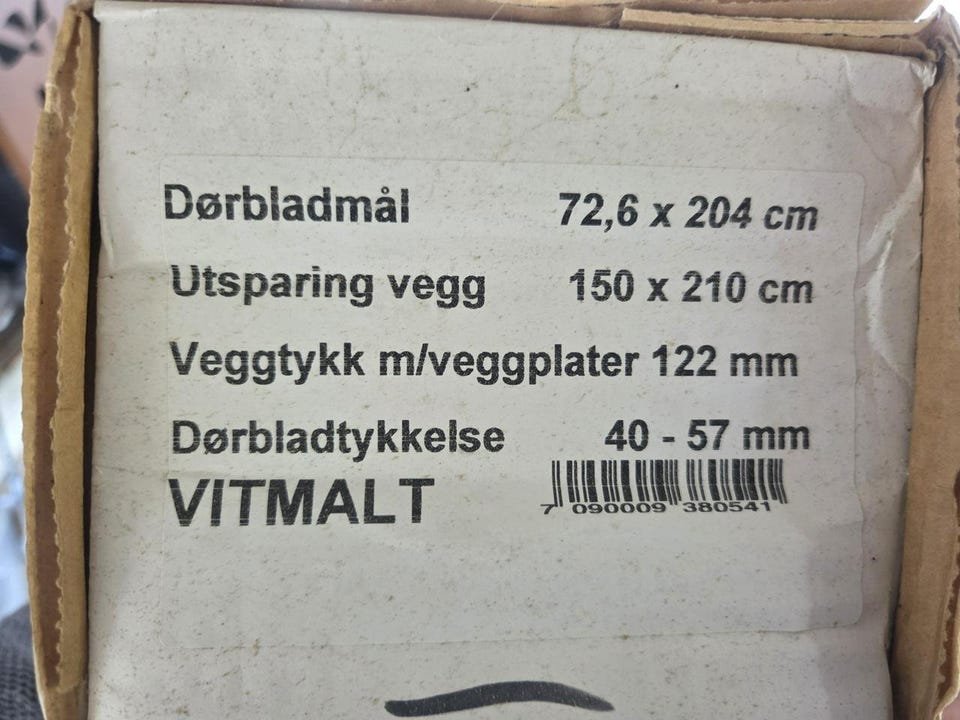 Dørbladmål 72,6 x 204 cm
Utsparing vegg 150 x 210 cm
Veggtykk m/veggplater 122 mm
Dørbladtykkelse 40 - 57 mm
VITMALT
7 090009 380541